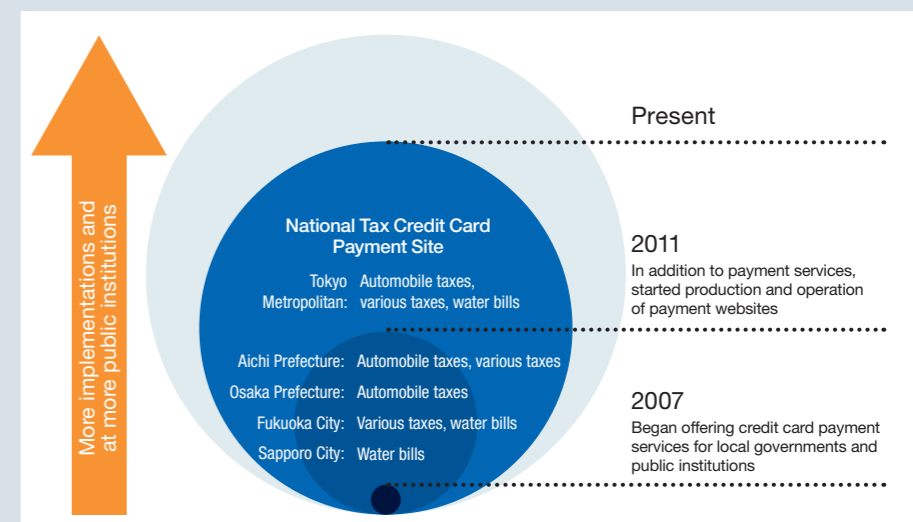 More implementations and
at more public institutions
National Tax Credit Card
Payment Site
Tokyo Automobile taxes,
Metropolitan: various taxes, water bills
Aichi Prefecture: Automobile taxes, various taxes
Osaka Prefecture: Automobile taxes
Fukuoka City: Various taxes, water bills
Sapporo City: Water bills
Present
2011
In addition to payment services,
started production and operation
of payment websites
2007
Began offering credit card payment
services for local governments and
public institutions